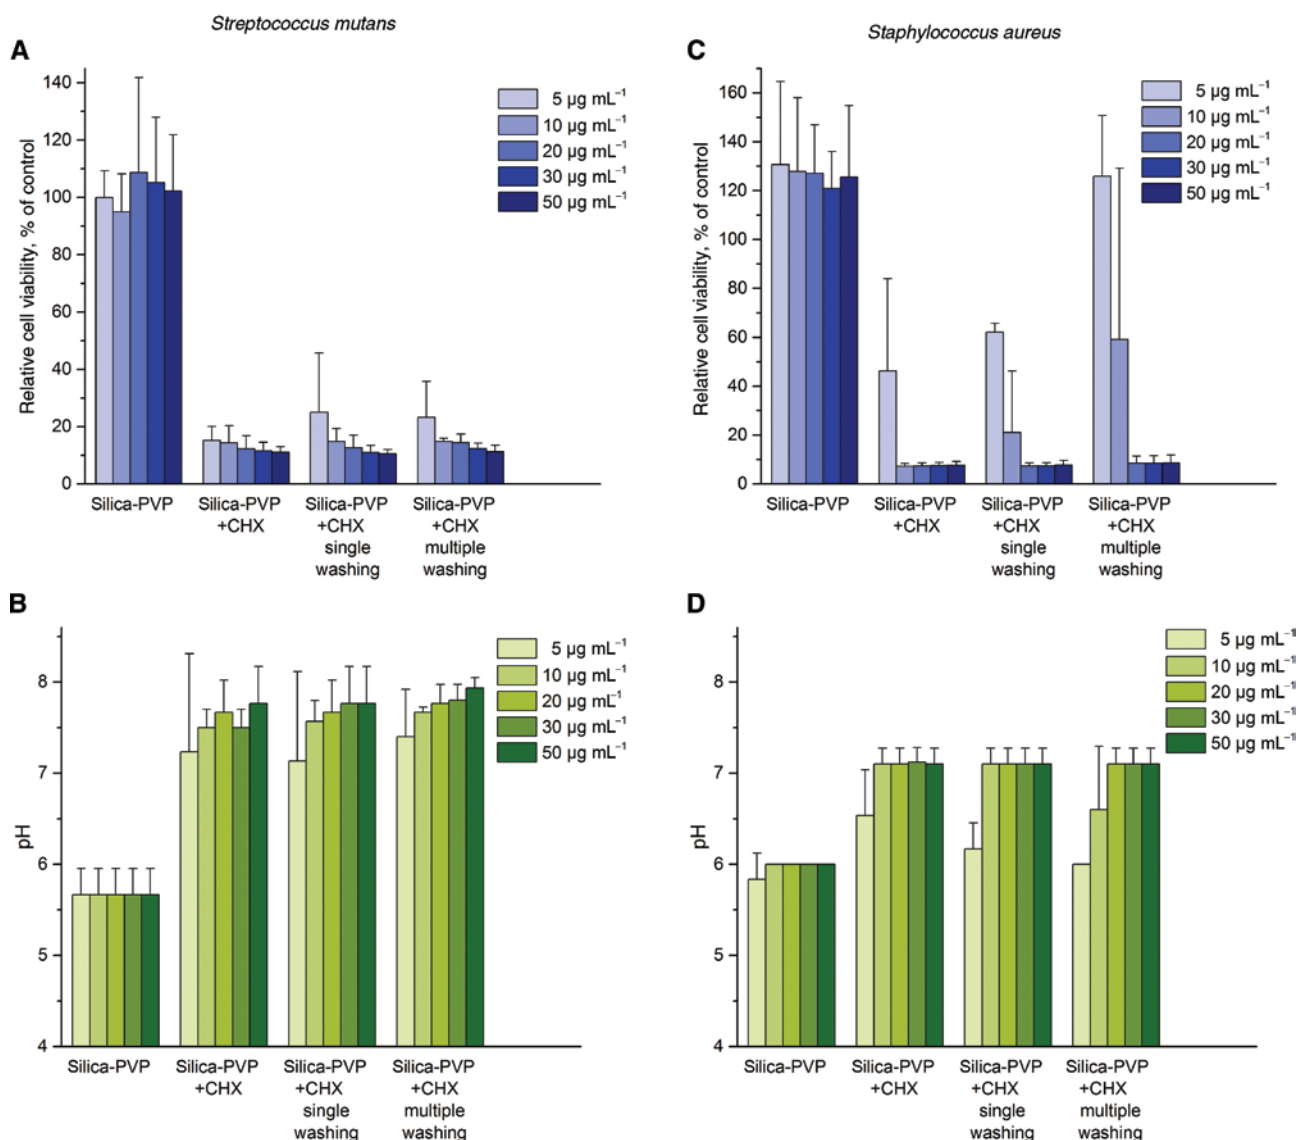 Streptococcus mutans
A
Relative cell viability, % of control
140
120
100
80
60
40
20
0
5 µg mL⁻¹
10 µg mL⁻¹
20 µg mL⁻¹
30 µg mL⁻¹
50 µg mL⁻¹
Silica-PVP
Silica-PVP
+CHX
Silica-PVP
+CHX
single
washing
Silica-PVP
+CHX
multiple
washing
Staphylococcus aureus
C
Relative cell viability, % of control
160
140
120
100
80
60
40
20
0
5 µg mL⁻¹
10 µg mL⁻¹
20 µg mL⁻¹
30 µg mL⁻¹
50 µg mL⁻¹
Silica-PVP
Silica-PVP
+CHX
Silica-PVP
+CHX
single
washing
Silica-PVP
+CHX
multiple
washing
B
pH
8
7
6
5
4
5 µg mL⁻¹
10 µg mL⁻¹
20 µg mL⁻¹
30 µg mL⁻¹
50 µg mL⁻¹
Silica-PVP
Silica-PVP
+CHX
Silica-PVP
+CHX
single
washing
Silica-PVP
+CHX
multiple
washing
D
pH
8
7
6
5
4
5 µg mL⁻¹
10 µg mL⁻¹
20 µg mL⁻¹
30 µg mL⁻¹
50 µg mL⁻¹
Silica-PVP
Silica-PVP
+CHX
Silica-PVP
+CHX
single
washing
Silica-PVP
+CHX
multiple
washing